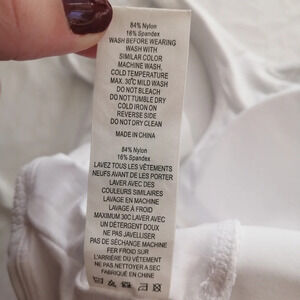 84% Nylon
16% Spandex
WASH BEFORE WEARING
WASH WITH
SIMILAR COLOR
MACHINE WASH,
COLD TEMPERATURE
MAX. 30C MILD WASH
DO NOT BLEACH
DO NOT TUMBLE DRY
COLD IRON ON
REVERSE SIDE
DO NOT DRY CLEAN
MADE IN CHINA
84% Nylon
16% Spandex
LAVEZ TOUS LES VÊTEMENTS
NEUFS AVANT DE LES PORTER
LAVER AVEC DES
COULEURS SIMILAIRES
LAVAGE EN MACHINE
LAVAGE À FROID
MAXIMUM 30C LAVER AVEC
UN DÉTERGENT DOUX
NE PAS JAVELLISER
PAS DE SÉCHAGE MACHINE
FER FROID SUR
L'ARRIÈRE DU VÊTEMENT
NE PAS NETTOYER A SEC
FABRIQUÉ EN CHINE